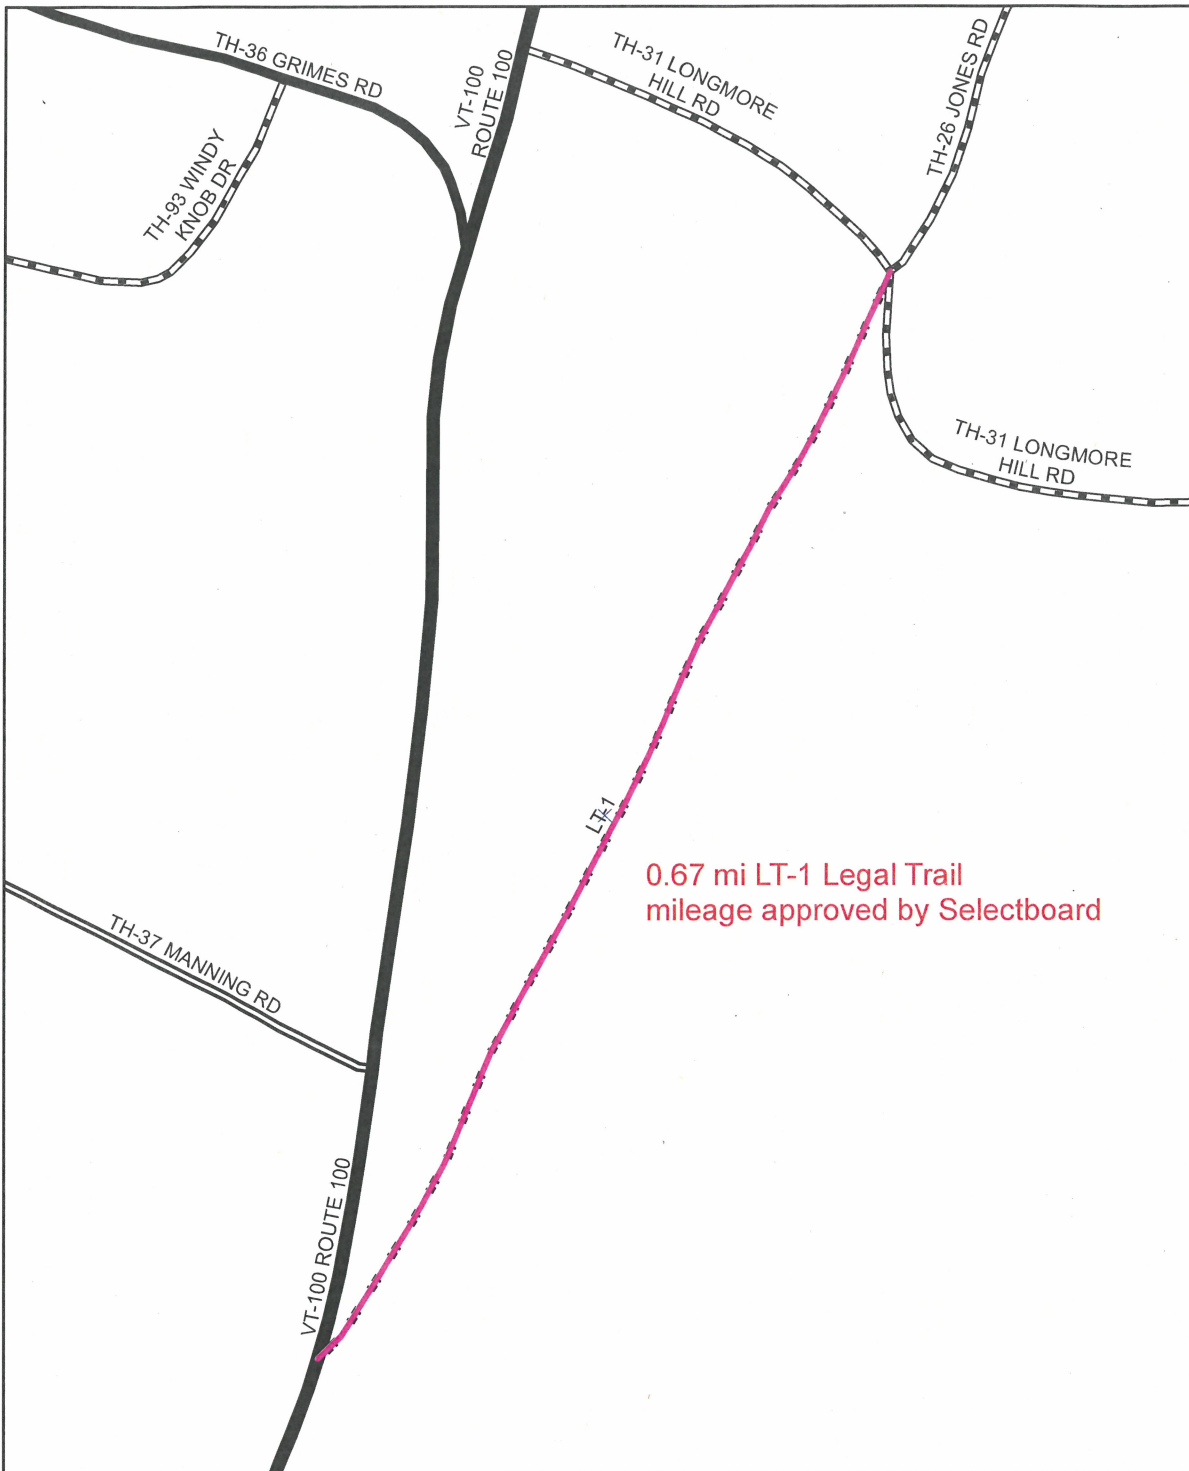 TH-36 GRIMES RD
VT-100
ROUTE 100
TH-31 LONGMORE
HILL RD
TH-26 JONES RD
TH-93 WINDY
KNOB DR
TH-31 LONGMORE
HILL RD
LT-1
0.67 mi LT-1 Legal Trail
mileage approved by Selectboard
TH-37 MANNING RD
VT-100 ROUTE 100